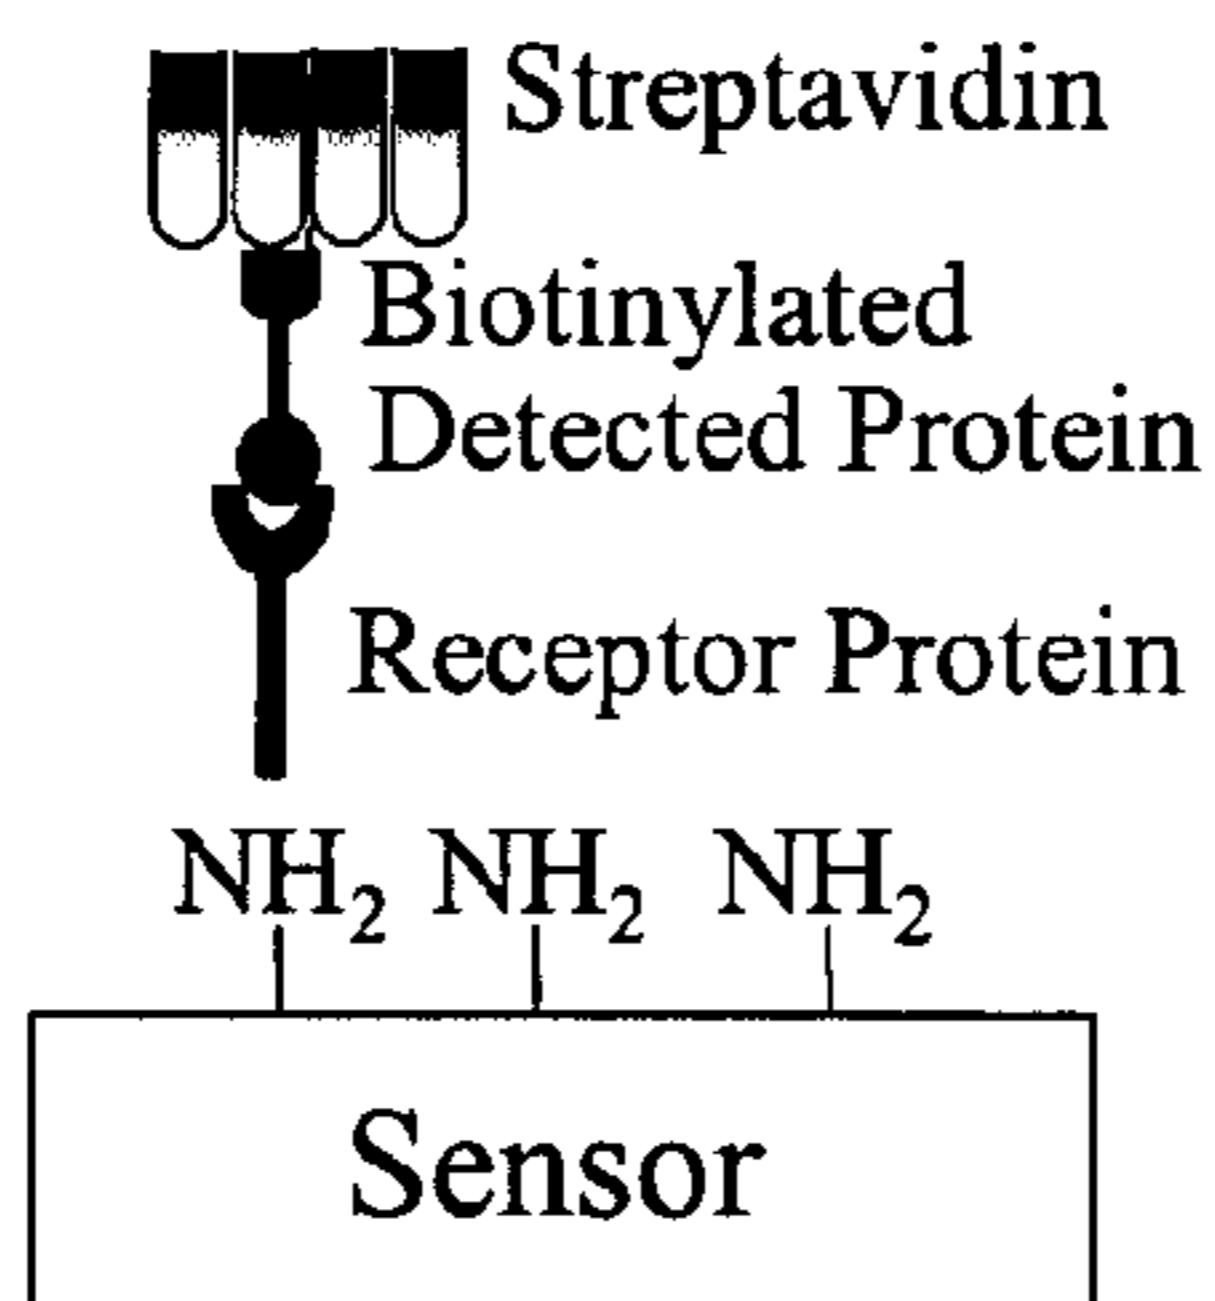 Streptavidin
Biotinylated
Detected Protein
Receptor Protein
NH₂ NH₂ NH₂
Sensor